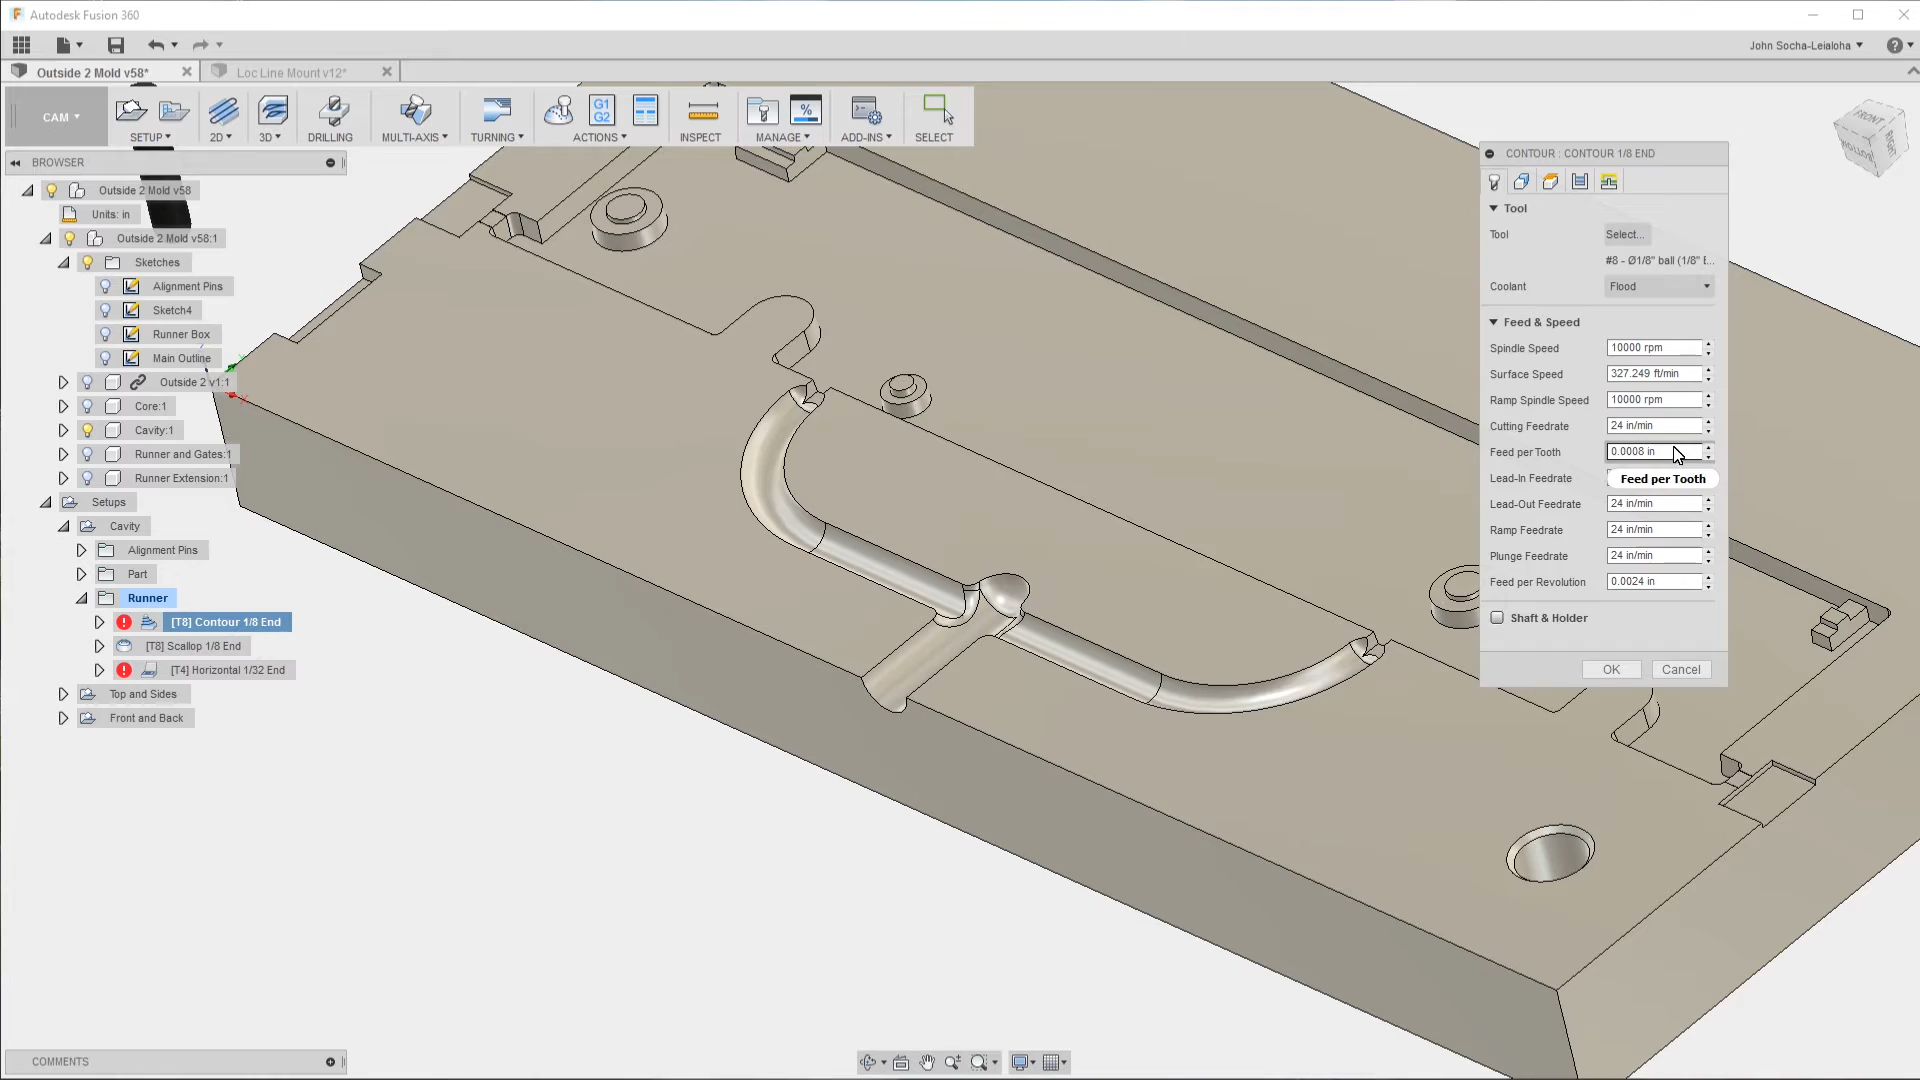 Autodesk Fusion 360
John Socha-Leialoha
Outside 2 Mold v58*
Loc Line Mount v12*
CAM
SETUP
2D
3D
DRILLING
MULTI-AXIS
TURNING
G1
G2
ACTIONS
INSPECT
%
MANAGE
ADD-INS
SELECT
FRONT
RIGHT
BOTTOM
BROWSER
Outside 2 Mold v58
Units: in
Outside 2 Mold v58:1
Sketches
Alignment Pins
Sketch4
Runner Box
Main Outline
Outside 2 v1:1
Core:1
Cavity:1
Runner and Gates:1
Runner Extension:1
Setups
Cavity
Alignment Pins
Part
Runner
[T8] Contour 1/8 End
[T8] Scallop 1/8 End
[T4] Horizontal 1/32 End
Top and Sides
Front and Back
CONTOUR : CONTOUR 1/8 END
Tool
Tool
Select...
#8 - Ø1/8" ball (1/8" E...
Coolant
Flood
Feed & Speed
Spindle Speed
10000 rpm
Surface Speed
327.249 ft/min
Ramp Spindle Speed
10000 rpm
Cutting Feedrate
24 in/min
Feed per Tooth
0.0008 in
Lead-In Feedrate
Feed per Tooth
Lead-Out Feedrate
24 in/min
Ramp Feedrate
24 in/min
Plunge Feedrate
24 in/min
Feed per Revolution
0.0024 in
Shaft & Holder
OK
Cancel
COMMENTS